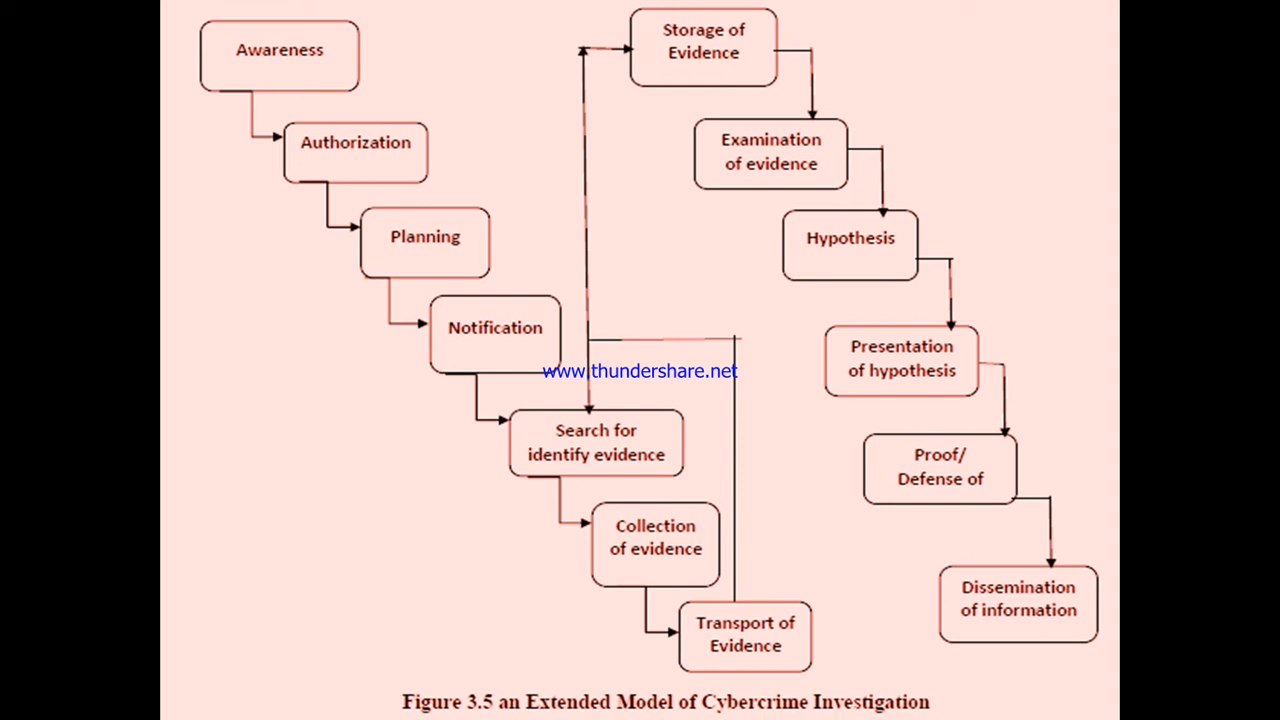 Awareness
Authorization
Planning
Notification
www.thundershare.net
Search for
identify evidence
Collection
of evidence
Transport of
Evidence
Storage of
Evidence
Examination
of evidence
Hypothesis
Presentation
of hypothesis
Proof/
Defense of
Dissemination
of information
Figure 3.5 an Extended Model of Cybercrime Investigation